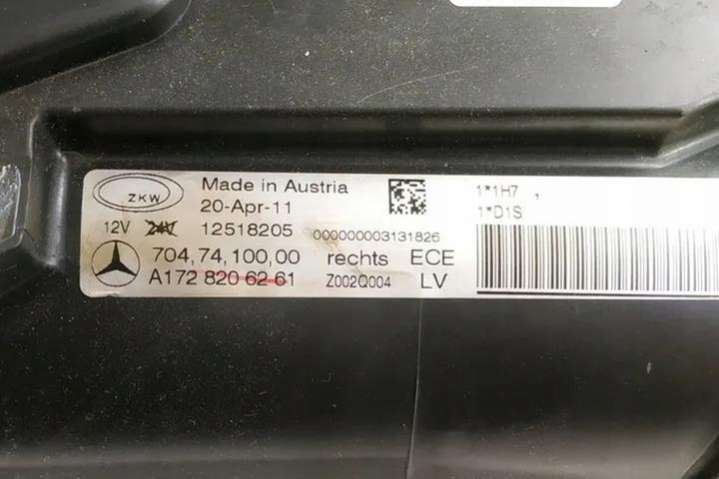 ZKW Made in Austria
20-Apr-11
12V 24V 12518205 000000003131826
704,74,100,00 rechts ECE
A172 820 62 61 Z002Q004 LV
1*1H7
1*D1S